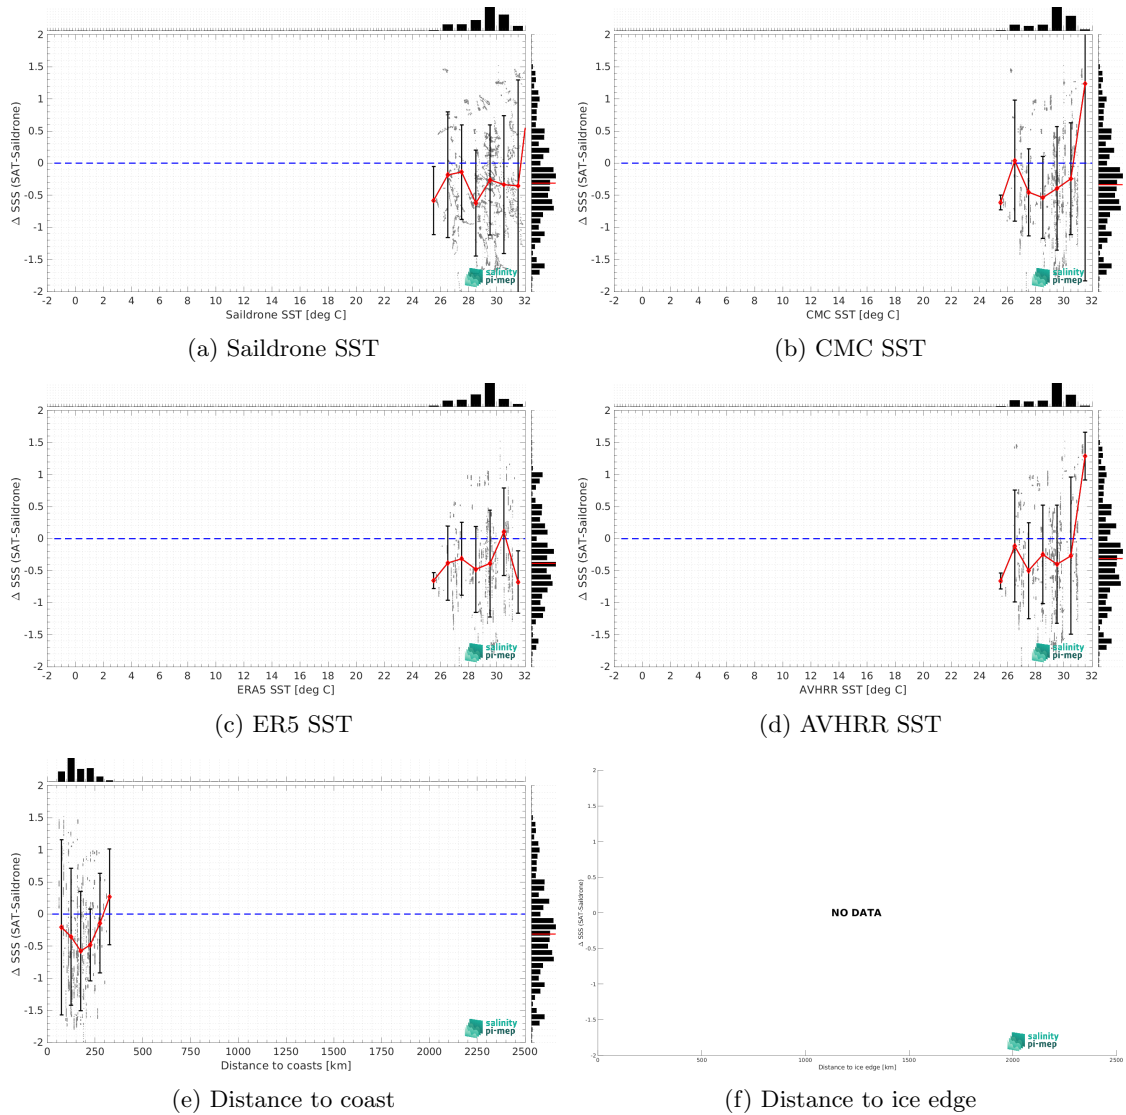 2
1.5
1
0.5
0
-0.5
-1
-1.5
-2
Δ SSS (SAT-Saildrone)
-2 0 2 4 6 8 10 12 14 16 18 20 22 24 26 28 30 32
Saildrone SST [deg C]
salinity
pi-mep
(a) Saildrone SST
2
1.5
1
0.5
0
-0.5
-1
-1.5
-2
Δ SSS (SAT-Saildrone)
-2 0 2 4 6 8 10 12 14 16 18 20 22 24 26 28 30 32
CMC SST [deg C]
salinity
pi-mep
(b) CMC SST
2
1.5
1
0.5
0
-0.5
-1
-1.5
-2
Δ SSS (SAT-Saildrone)
-2 0 2 4 6 8 10 12 14 16 18 20 22 24 26 28 30 32
ERA5 SST [deg C]
salinity
pi-mep
(c) ER5 SST
2
1.5
1
0.5
0
-0.5
-1
-1.5
-2
Δ SSS (SAT-Saildrone)
-2 0 2 4 6 8 10 12 14 16 18 20 22 24 26 28 30 32
AVHRR SST [deg C]
salinity
pi-mep
(d) AVHRR SST
2
1.5
1
0.5
0
-0.5
-1
-1.5
-2
Δ SSS (SAT-Saildrone)
0 250 500 750 1000 1250 1500 1750 2000 2250 2500
Distance to coasts [km]
salinity
pi-mep
(e) Distance to coast
2
1.5
1
0.5
0
-0.5
-1
-1.5
-2
Δ SSS (SAT-Saildrone)
NO DATA
0 500 1000 1500 2000 2500
Distance to ice edge [km]
salinity
pi-mep
(f) Distance to ice edge